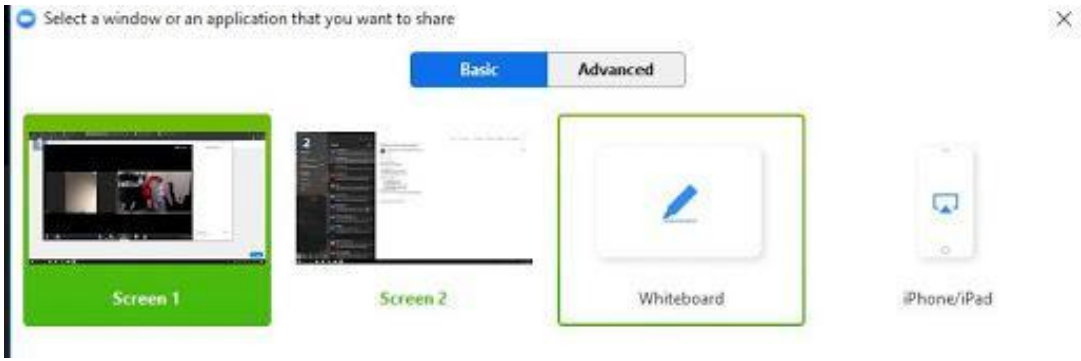 Select a window or an application that you want to share
Basic Advanced
2
Screen 1 Screen 2 Whiteboard iPhone/iPad